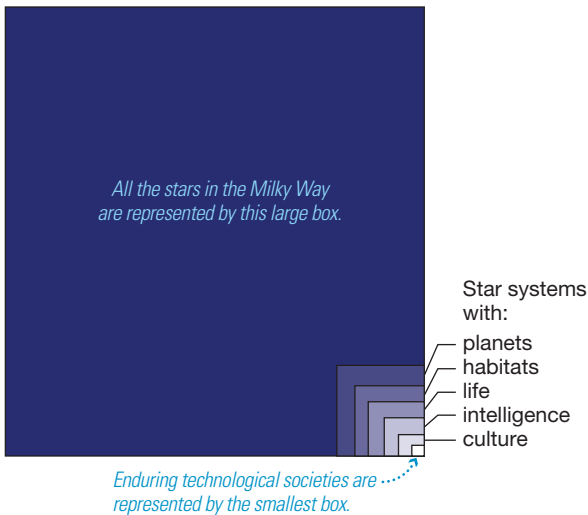 All the stars in the Milky Way
are represented by this large box.
Star systems
with:
planets
habitats
life
intelligence
culture
Enduring technological societies are
represented by the smallest box.